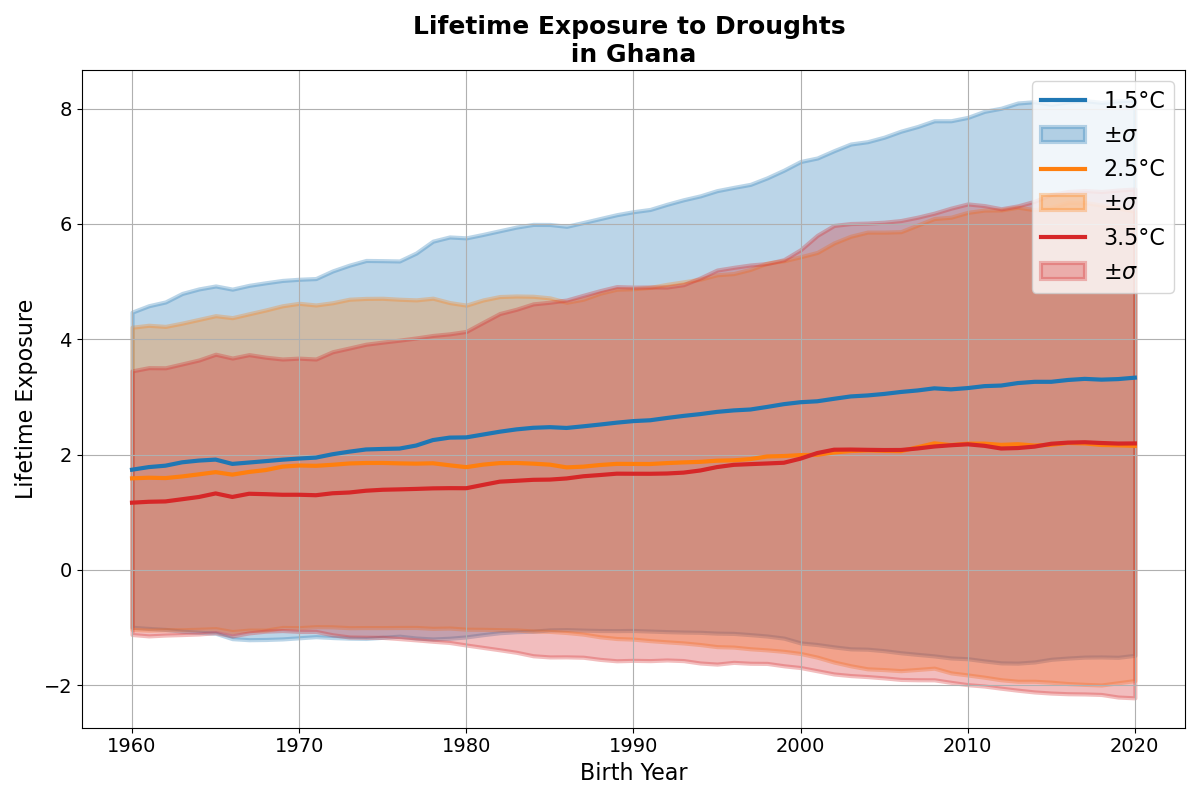 Lifetime Exposure to Droughts
in Ghana
1.5°C
±σ
2.5°C
±σ
3.5°C
±σ
Lifetime Exposure
8
6
4
2
0
−2
1960 1970 1980 1990 2000 2010 2020
Birth Year